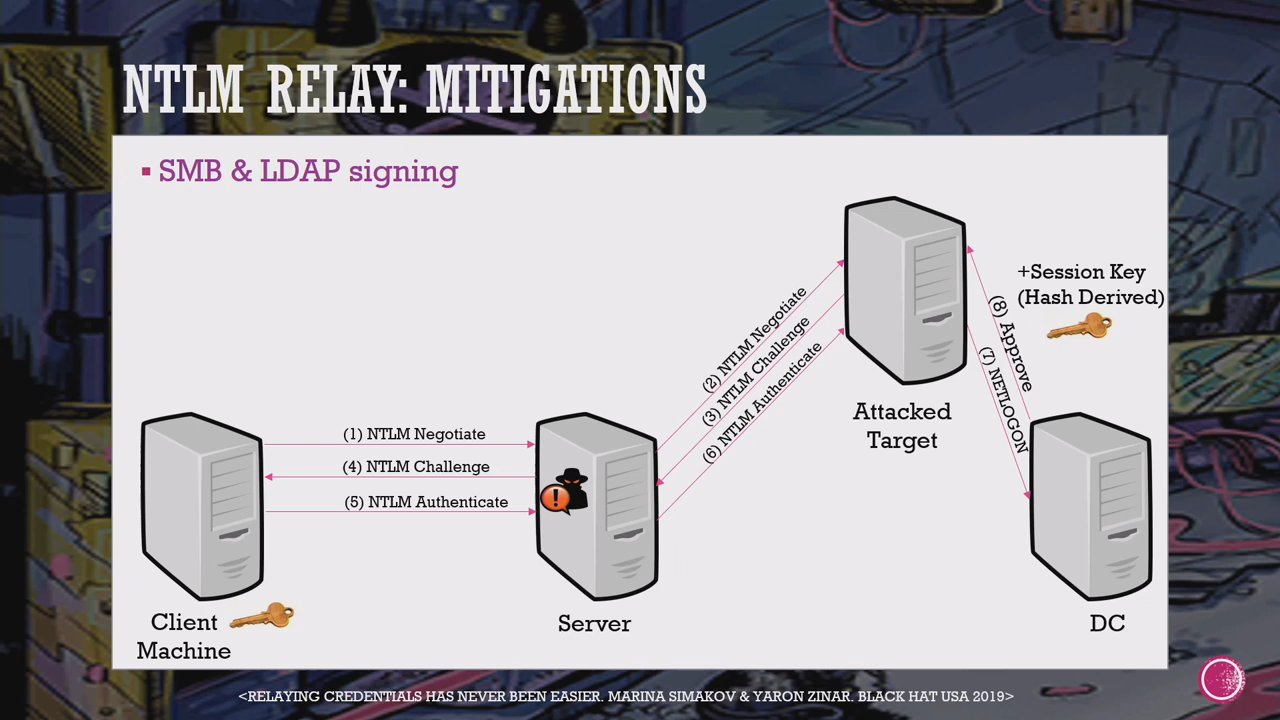 NTLM RELAY: MITIGATIONS
SMB & LDAP signing
+Session Key
(Hash Derived)
(2) NTLM Negotiate
(3) NTLM Challenge
(6) NTLM Authenticate
(8) Approve
(7) NETLOGON
Attacked
Target
(1) NTLM Negotiate
(4) NTLM Challenge
(5) NTLM Authenticate
!
Client
Machine
Server
DC
<RELAYING CREDENTIALS HAS NEVER BEEN EASIER. MARINA SIMAKOV & YARON ZINAR. BLACK HAT USA 2019>